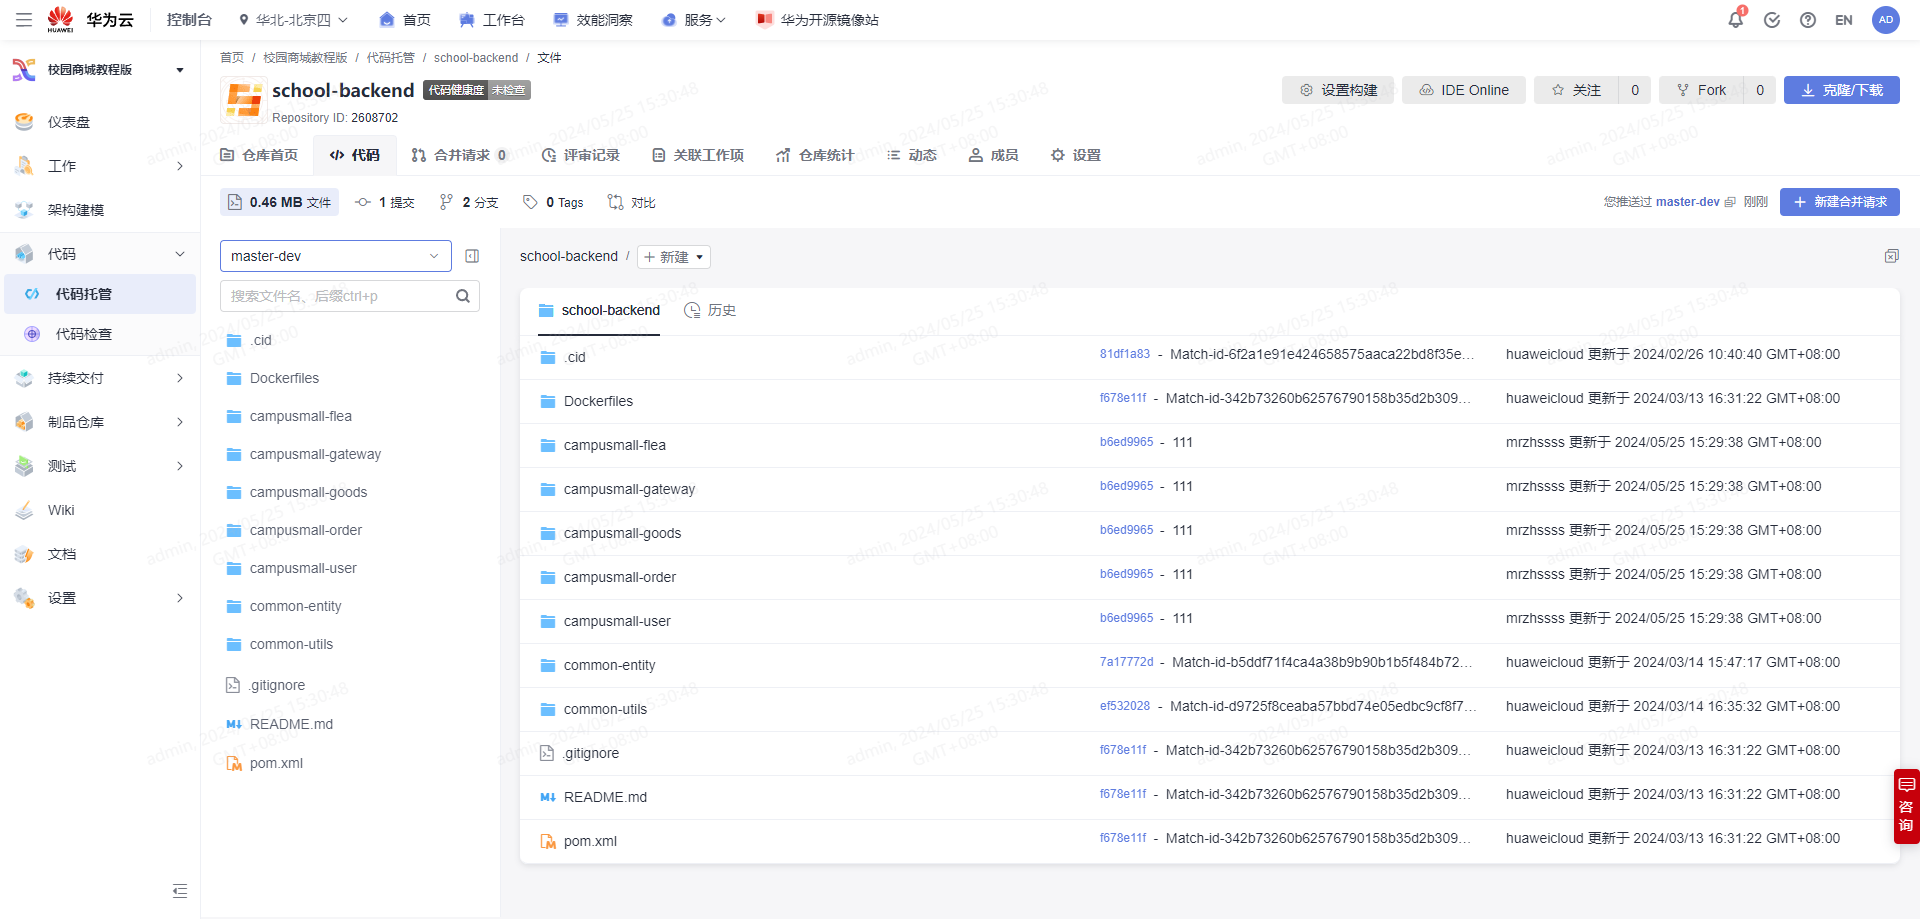 HUAWEI
华为云
控制台
华北-北京四
首页
工作台
效能洞察
服务
华为开源镜像站
1
EN
AD
校园商城教程版
仪表盘
工作
架构建模
代码
代码托管
代码检查
持续交付
制品仓库
测试
Wiki
文档
设置
首页 / 校园商城教程版 / 代码托管 / school-backend / 文件
school-backend
代码健康度 未检查
Repository ID: 2608702
设置构建
IDE Online
关注 0
Fork 0
克隆/下载
仓库首页
代码
合并请求 0
评审记录
关联工作项
仓库统计
动态
成员
设置
0.46 MB 文件
1 提交
2 分支
0 Tags
对比
您推送过 master-dev 刚刚
新建合并请求
master-dev
搜索文件名、后缀ctrl+p
.cid
Dockerfiles
campusmall-flea
campusmall-gateway
campusmall-goods
campusmall-order
campusmall-user
common-entity
common-utils
.gitignore
README.md
pom.xml
school-backend /
新建
school-backend
历史
.cid 81df1a83 - Match-id-6f2a1e91e424658575aaca22bd8f35e... huaweicloud 更新于 2024/02/26 10:40:40 GMT+08:00
Dockerfiles f678e11f - Match-id-342b73260b62576790158b35d2b309... huaweicloud 更新于 2024/03/13 16:31:22 GMT+08:00
campusmall-flea b6ed9965 - 111 mrzhssss 更新于 2024/05/25 15:29:38 GMT+08:00
campusmall-gateway b6ed9965 - 111 mrzhssss 更新于 2024/05/25 15:29:38 GMT+08:00
campusmall-goods b6ed9965 - 111 mrzhssss 更新于 2024/05/25 15:29:38 GMT+08:00
campusmall-order b6ed9965 - 111 mrzhssss 更新于 2024/05/25 15:29:38 GMT+08:00
campusmall-user b6ed9965 - 111 mrzhssss 更新于 2024/05/25 15:29:38 GMT+08:00
common-entity 7a17772d - Match-id-b5ddf71f4ca4a38b9b90b1b5f484b72... huaweicloud 更新于 2024/03/14 15:47:17 GMT+08:00
common-utils ef532028 - Match-id-d9725f8ceaba57bbd74e05edbc9cf8f7... huaweicloud 更新于 2024/03/14 16:35:32 GMT+08:00
.gitignore f678e11f - Match-id-342b73260b62576790158b35d2b309... huaweicloud 更新于 2024/03/13 16:31:22 GMT+08:00
README.md f678e11f - Match-id-342b73260b62576790158b35d2b309... huaweicloud 更新于 2024/03/13 16:31:22 GMT+08:00
pom.xml f678e11f - Match-id-342b73260b62576790158b35d2b309... huaweicloud 更新于 2024/03/13 16:31:22 GMT+08:00
咨询
admin, 2024/05/25 15:30:48
GMT+08:00